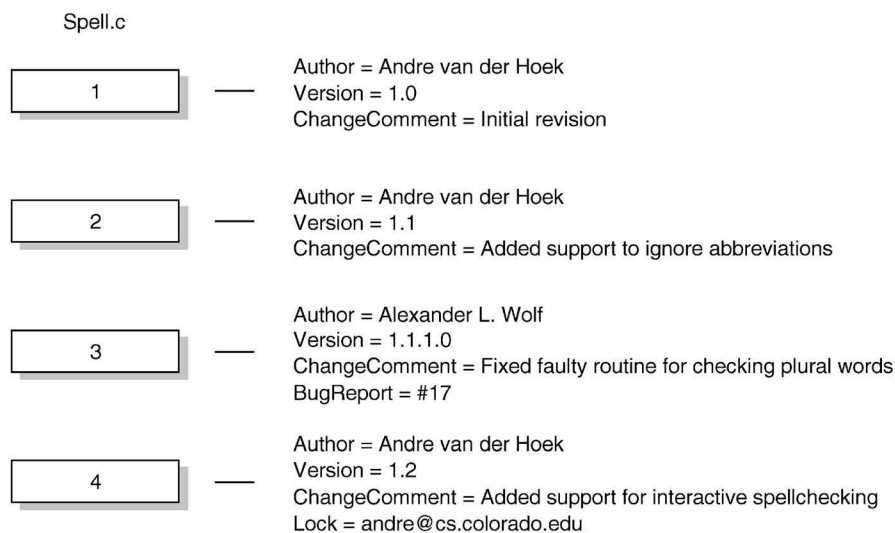 Spell.c
1
Author = Andre van der Hoek
Version = 1.0
ChangeComment = Initial revision
2
Author = Andre van der Hoek
Version = 1.1
ChangeComment = Added support to ignore abbreviations
3
Author = Alexander L. Wolf
Version = 1.1.1.0
ChangeComment = Fixed faulty routine for checking plural words
BugReport = #17
4
Author = Andre van der Hoek
Version = 1.2
ChangeComment = Added support for interactive spellchecking
Lock = andre@cs.colorado.edu